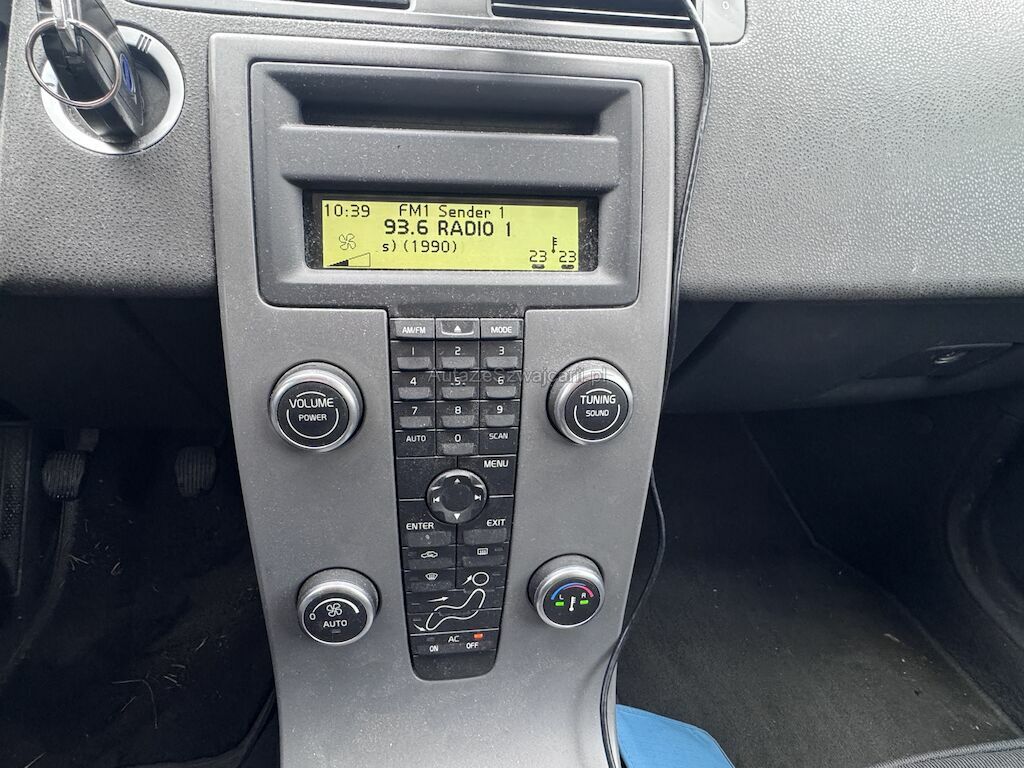 10:39 FM1 Sender 1
93.6 RADIO 1
s) (1990)
23 23
AM/FM MODE
1 2 3
AutazeSzwajcarii.pl
4 5 6
VOLUME
POWER
TUNING
SOUND
7 8 9
AUTO 0 SCAN
MENU
ENTER EXIT
0 AUTO
L R
AC
ON OFF